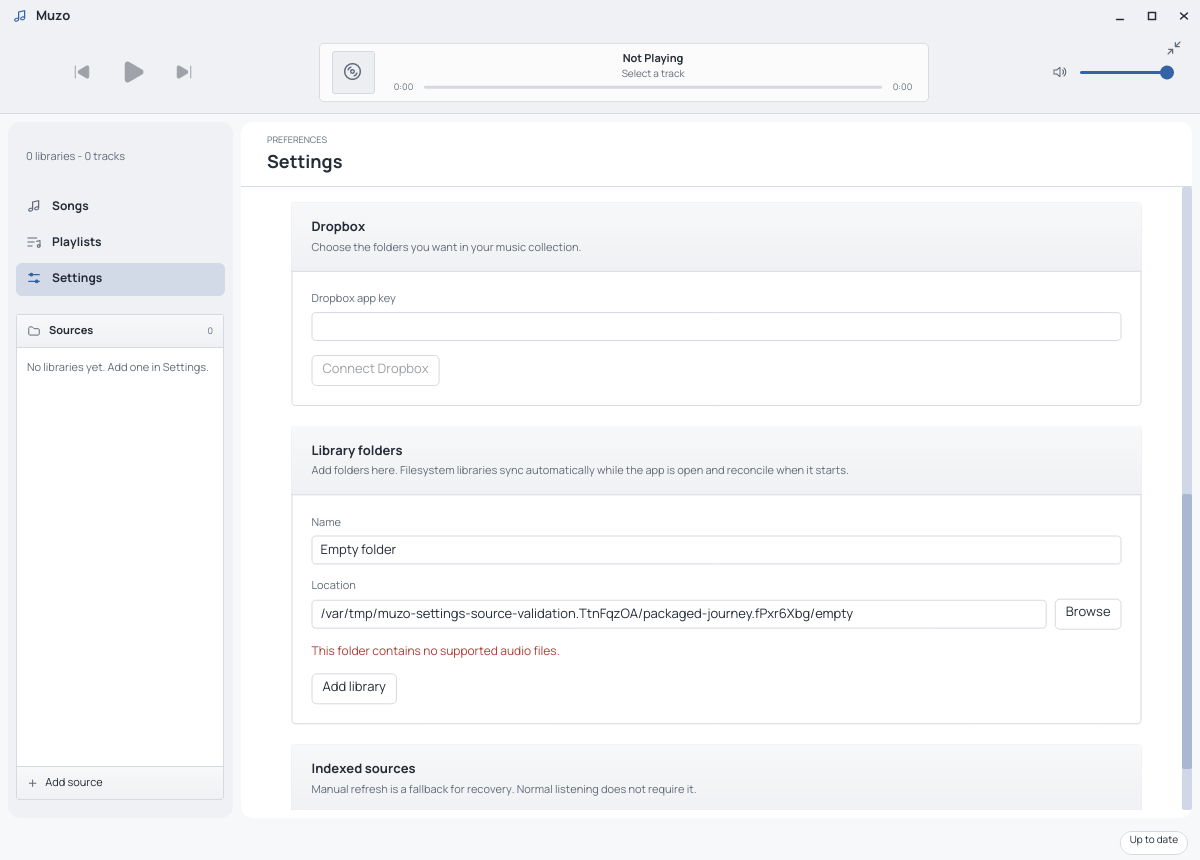 Muzo
Not Playing
Select a track
0:00
0:00
0 libraries - 0 tracks
Songs
Playlists
Settings
Sources
0
No libraries yet. Add one in Settings.
Add source
PREFERENCES
Settings
Dropbox
Choose the folders you want in your music collection.
Dropbox app key
Connect Dropbox
Library folders
Add folders here. Filesystem libraries sync automatically while the app is open and reconcile when it starts.
Name
Empty folder
Location
/var/tmp/muzo-settings-source-validation.TtnFqzOA/packaged-journey.fPxr6Xbg/empty
Browse
This folder contains no supported audio files.
Add library
Indexed sources
Manual refresh is a fallback for recovery. Normal listening does not require it.
Up to date